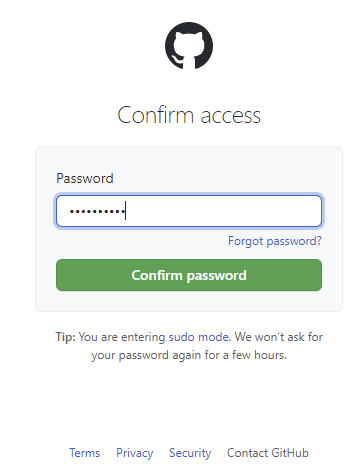 Confirm access
Password
••••••••••
Forgot password?
Confirm password
Tip: You are entering sudo mode. We won't ask for
your password again for a few hours.
Terms Privacy Security Contact GitHub